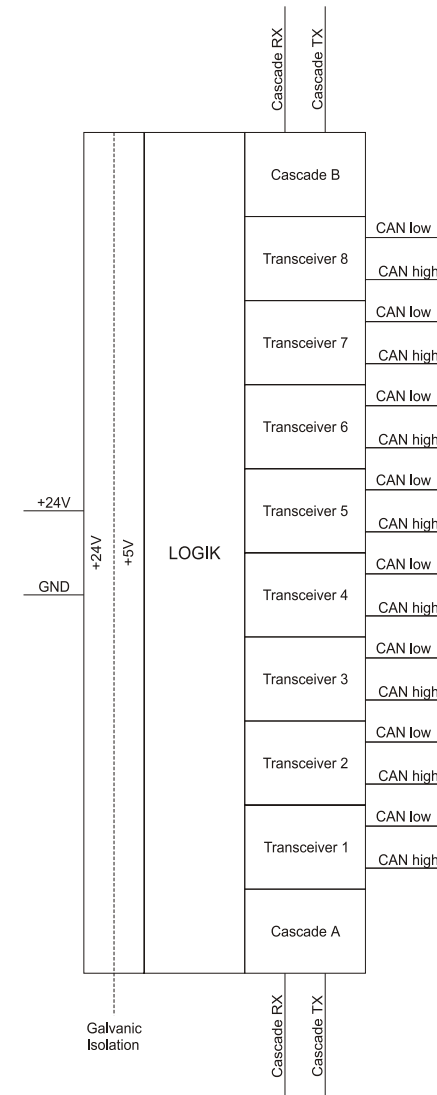 Cascade RX
Cascade TX
Cascade B
CAN low
Transceiver 8
CAN high
CAN low
Transceiver 7
CAN high
CAN low
Transceiver 6
CAN high
CAN low
+24V
Transceiver 5
CAN high
+24V
+5V
LOGIK
CAN low
GND
Transceiver 4
CAN high
CAN low
Transceiver 3
CAN high
CAN low
Transceiver 2
CAN high
CAN low
Transceiver 1
CAN high
Cascade A
Galvanic
Isolation
Cascade RX
Cascade TX